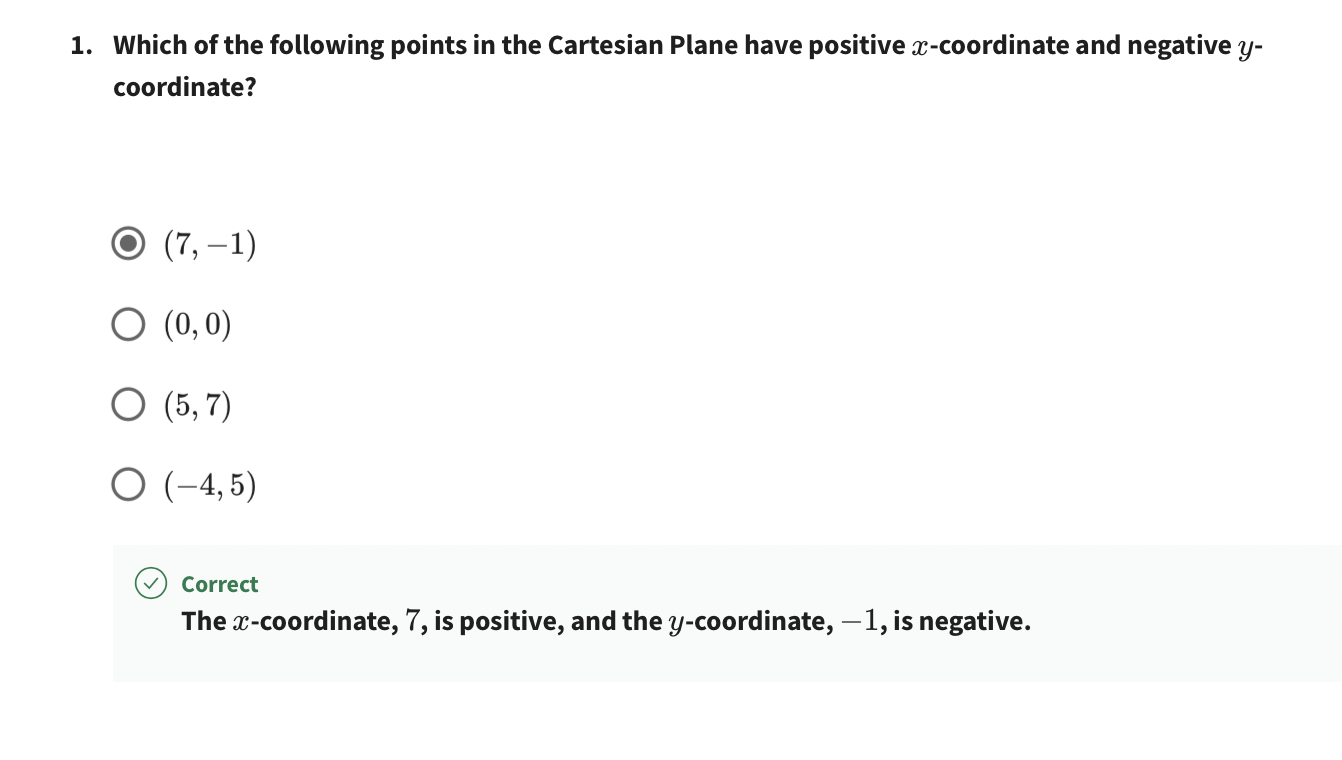 1. Which of the following points in the Cartesian Plane have positive x-coordinate and negative y-
coordinate?
(7, −1)
(0, 0)
(5, 7)
(−4, 5)
Correct
The x-coordinate, 7, is positive, and the y-coordinate, −1, is negative.